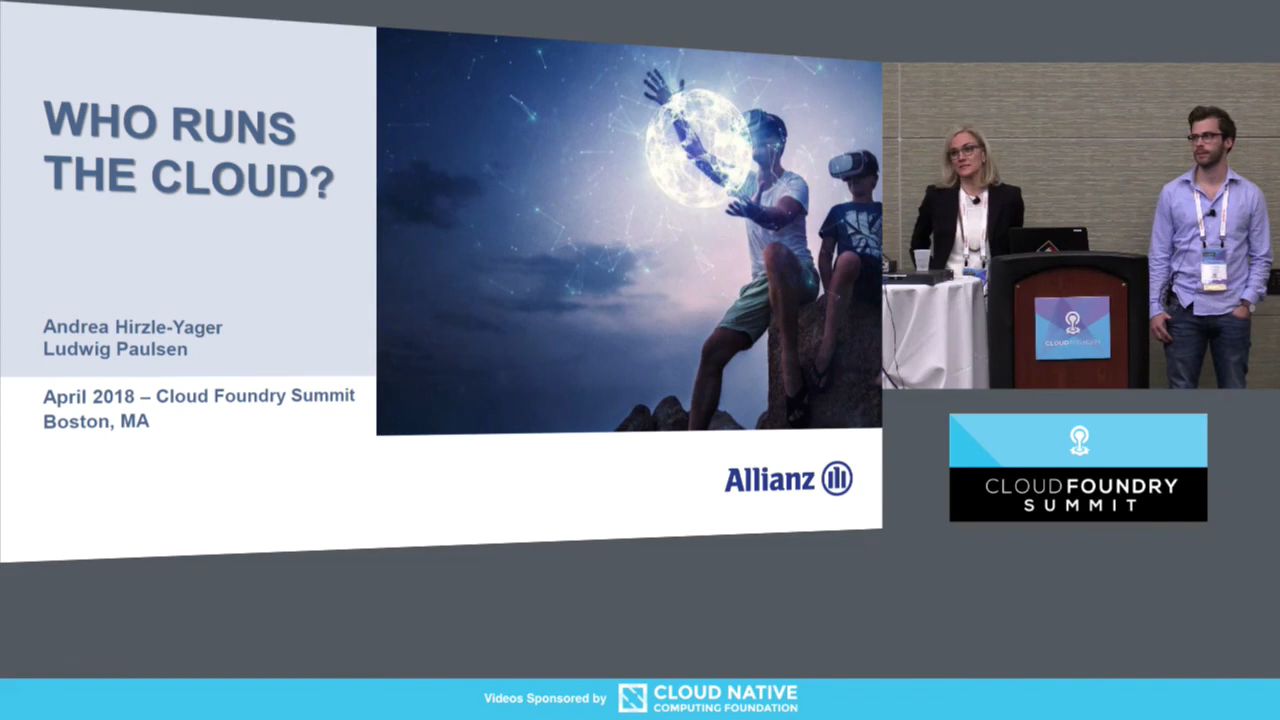 WHO RUNS
THE CLOUD?
Andrea Hirzle-Yager
Ludwig Paulsen
April 2018 – Cloud Foundry Summit
Boston, MA
Allianz
CLOUDFOUNDRY
CLOUDFOUNDRY
SUMMIT
Videos Sponsored by
CLOUD NATIVE
COMPUTING FOUNDATION